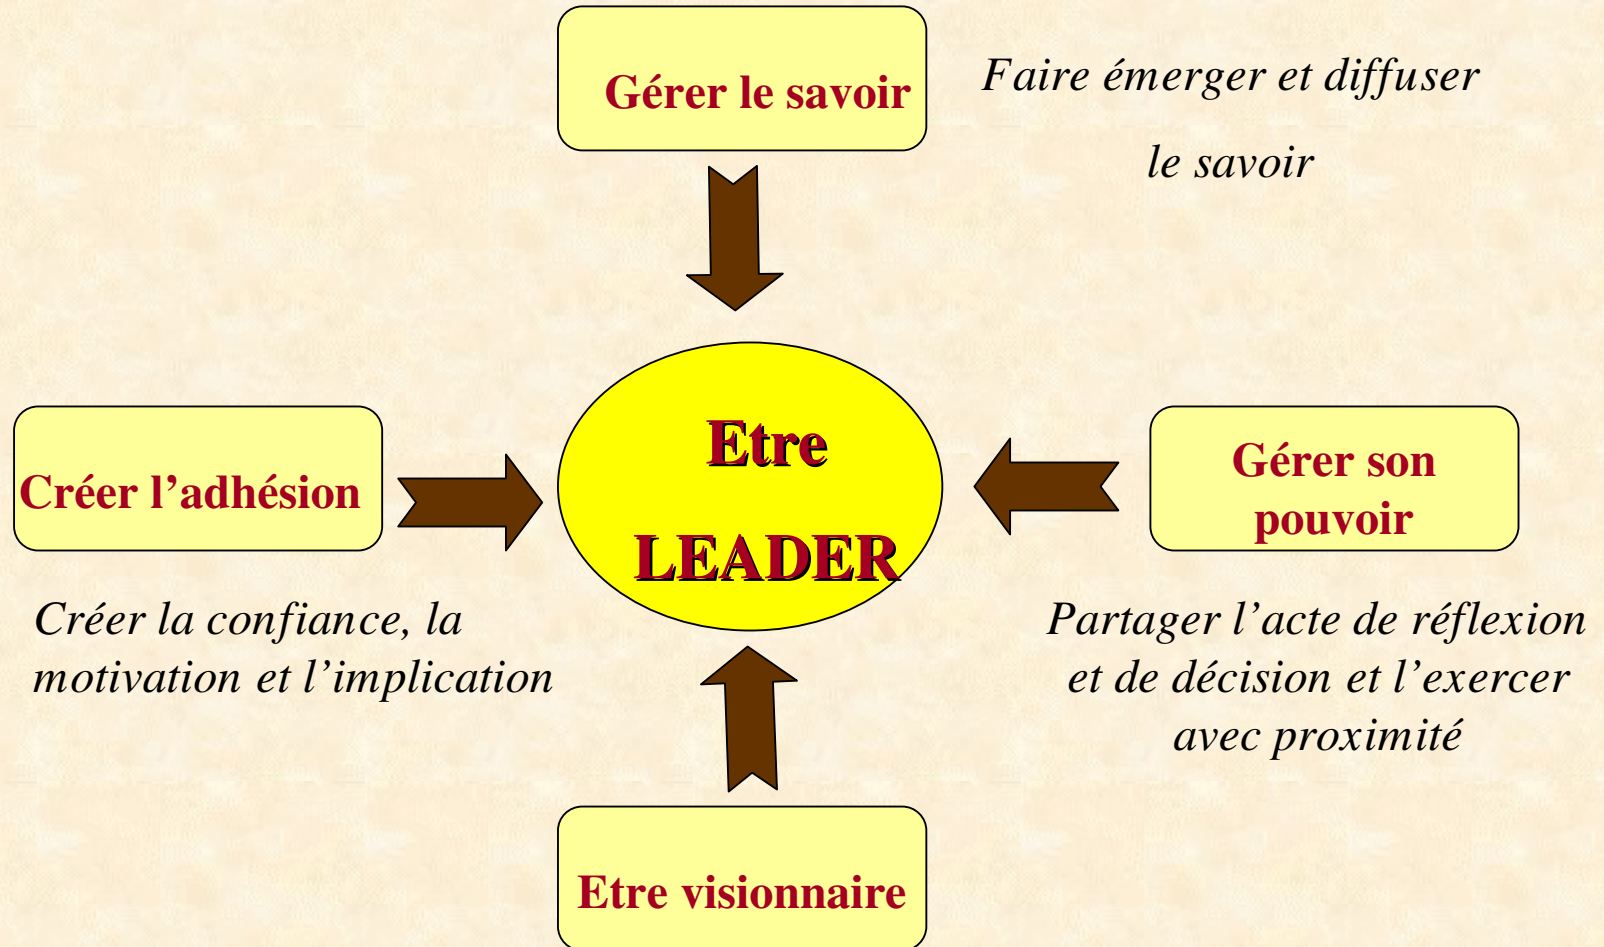 Gérer le savoir
Faire émerger et diffuser
le savoir
Etre
LEADER
Créer l’adhésion
Créer la confiance, la
motivation et l’implication
Gérer son
pouvoir
Partager l’acte de réflexion
et de décision et l’exercer
avec proximité
Etre visionnaire